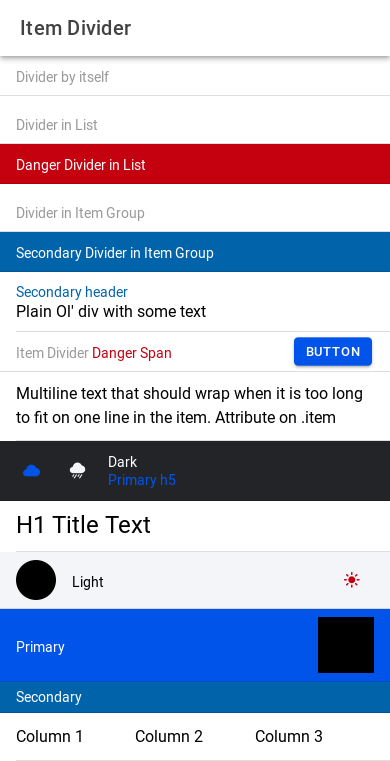 Item Divider
Divider by itself
Divider in List
Danger Divider in List
Divider in Item Group
Secondary Divider in Item Group
Secondary header
Plain Ol' div with some text
Item Divider Danger Span BUTTON
Multiline text that should wrap when it is too long
to fit on one line in the item. Attribute on .item
Dark
Primary h5
H1 Title Text
Light
Primary
Secondary
Column 1 Column 2 Column 3